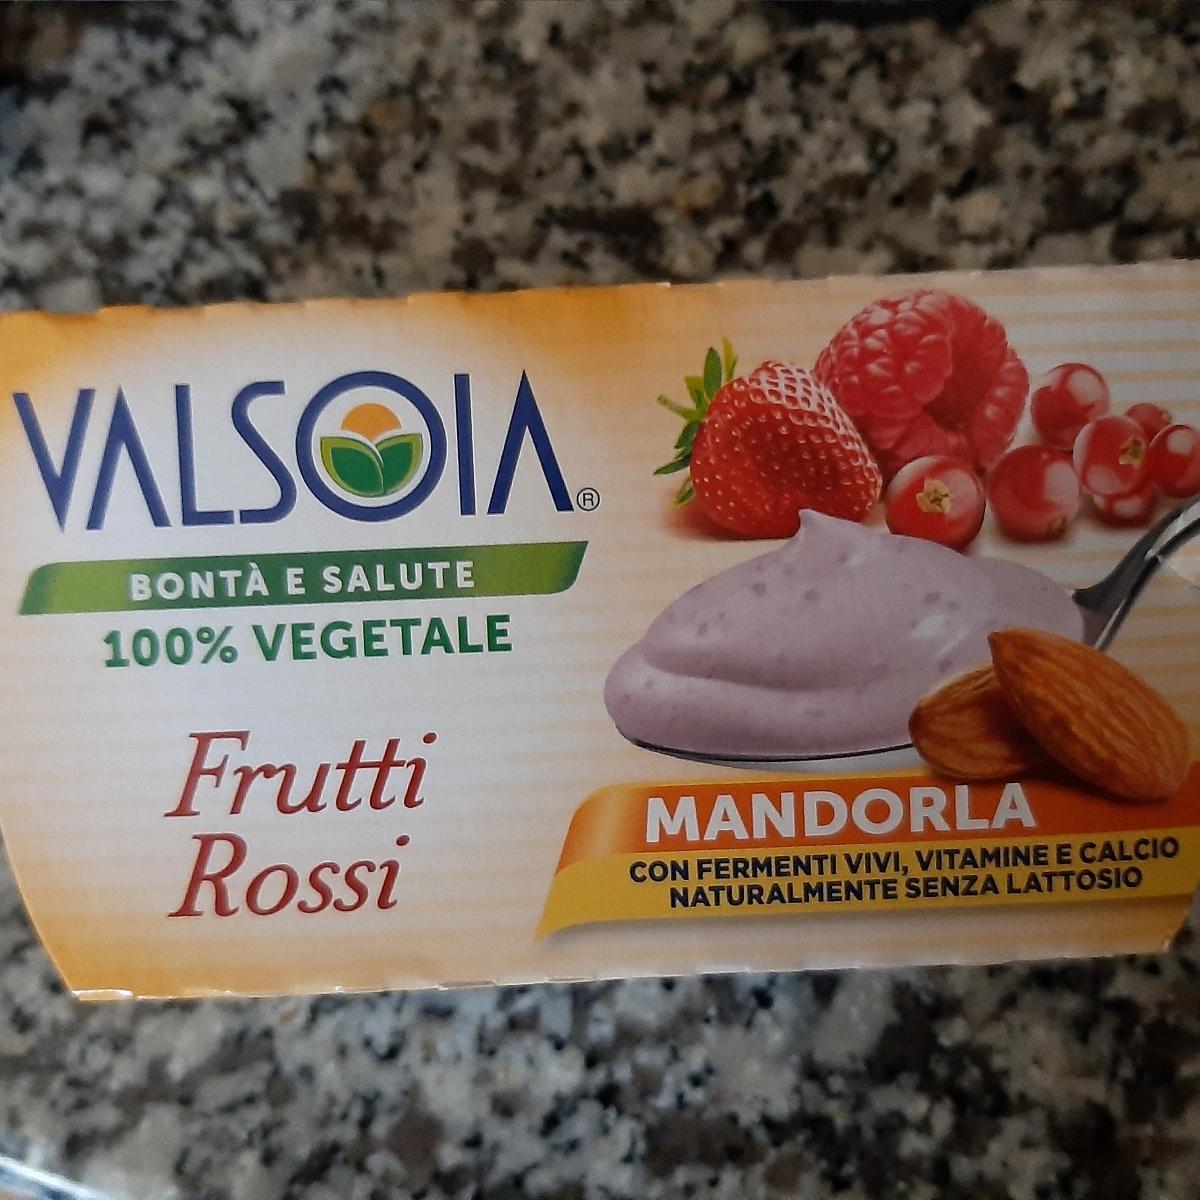 VALSOIA®
BONTÀ E SALUTE
100% VEGETALE
Frutti
Rossi
MANDORLA
CON FERMENTI VIVI, VITAMINE E CALCIO
NATURALMENTE SENZA LATTOSIO